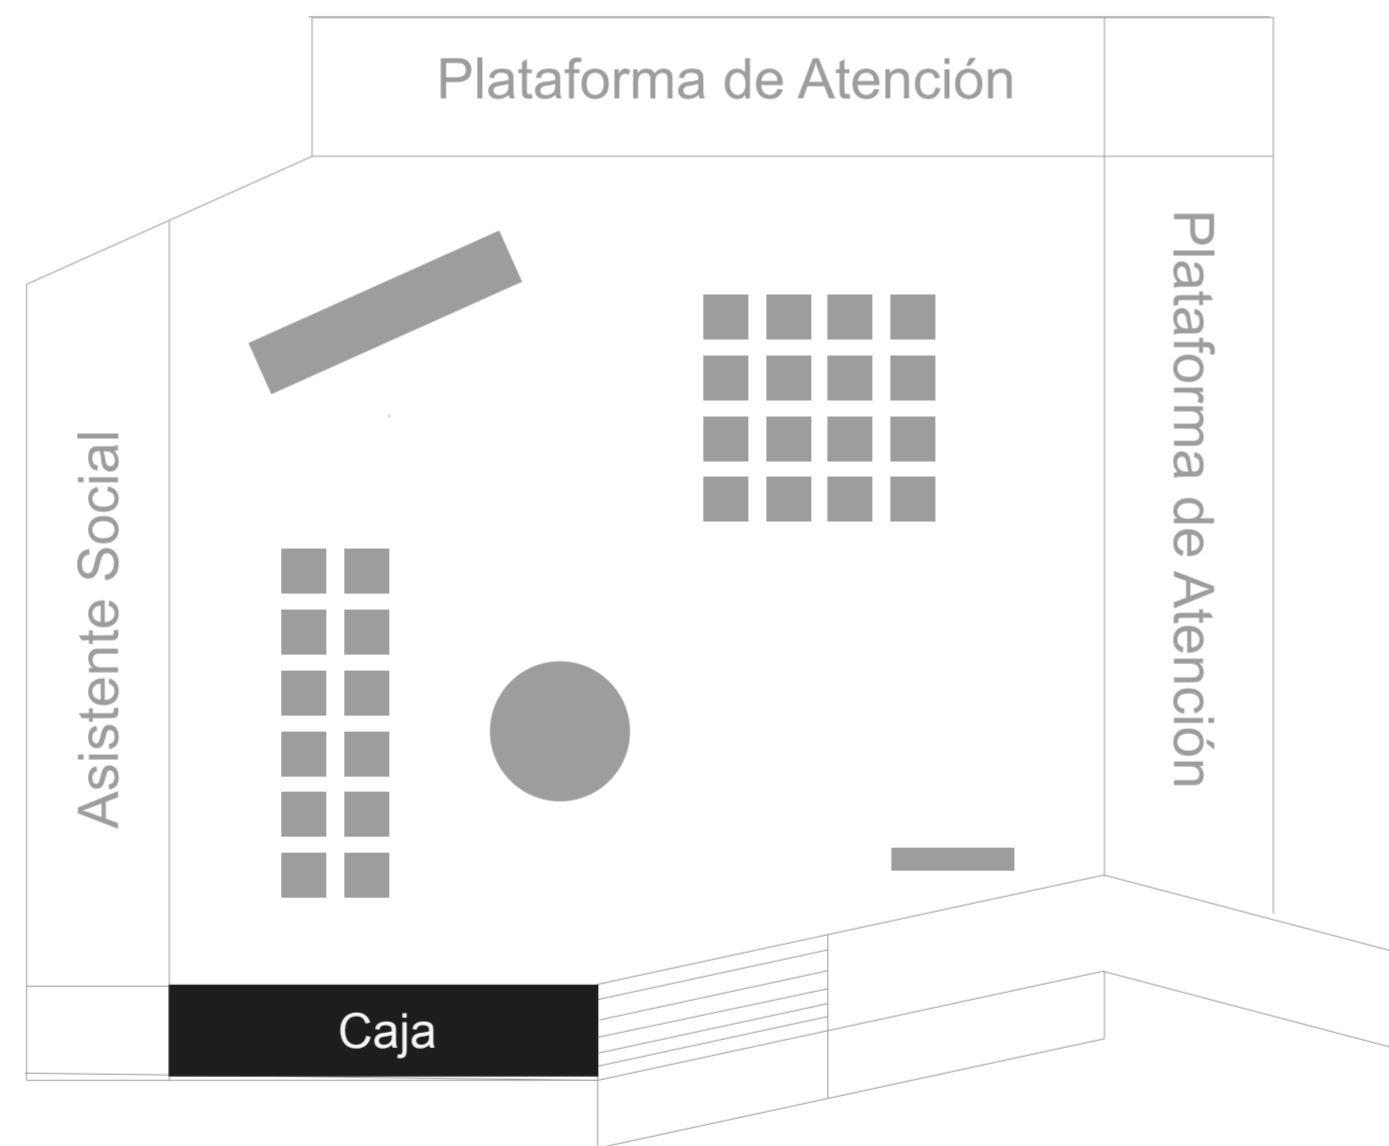 Plataforma de Atención
Plataforma de Atención
Asistente Social
Caja